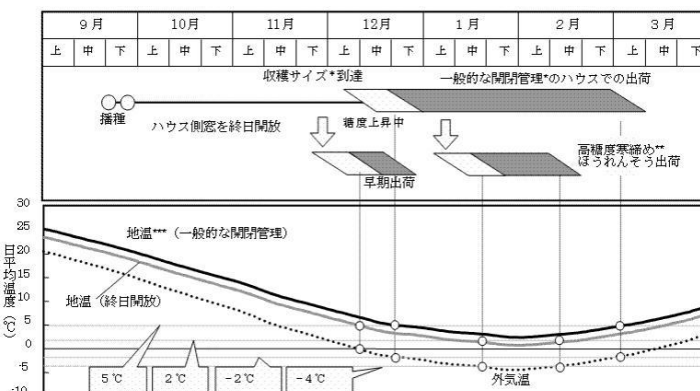 9月 10月 11月 12月 1月 2月 3月
上 中 下 上 中 下 上 中 下 上 中 下 上 中 下 上 中 下 上 中 下
収穫サイズ*到達 一般的な開閉管理*のハウスでの出荷
播種
ハウス側窓を終日開放
糖度上昇中
高糖度寒締め**
ほうれんそう出荷
早期出荷
日平均温度(℃)
30
25
20
15
10
5
0
-5
-10
地温***(一般的な開閉管理)
地温(終日開放)
5℃ 2℃ -2℃ -4℃
外気温